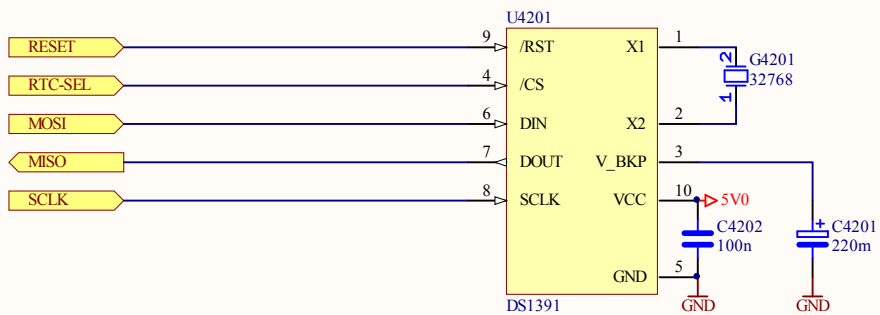 U4201
RESET 9 /RST X1 1
2 G4201
RTC-SEL 4 /CS 32768
1
MOSI 6 DIN X2 2
MISO 7 DOUT V_BKP 3
SCLK 8 SCLK VCC 10 5V0
+
C4202 C4201
100n 220m
GND 5
DS1391 GND GND